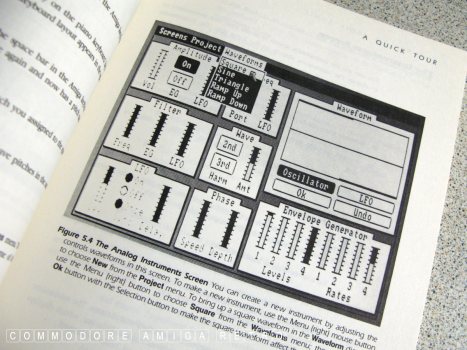 A QUICK TOUR
on the piano
keyboard layout appears
the space bar in the
again and now has
you assigned to
give pitches it
Screens Project Waveforms
Amplitude
Square
Freq
Sine
Triangle
Ramp Up
Ramp Down
On
Off
Vol
EG
LFO
Port
LFO
Waveform
Filter
Freq
EG
LFO
Wave
2nd
3rd
Harm
Amt
Oscillator
LFO
Ok
Undo
LFO
Phase
Speed
Depth
Envelope Generator
1 2 3 4
1 2 3 4
Levels
Rates
Figure 5.4 The Analog Instruments Screen You can create a new instrument by adjusting the
controls waveforms in this screen. To make a new instrument, use the Menu (right) mouse button
to choose New from the Project menu. To bring up a square waveform in the Waveform
use the Menu (right) button to choose Square from the Waveforms menu, the
Ok button with the Selection button to make the square waveform affect
COMMODORE AMIGA RE